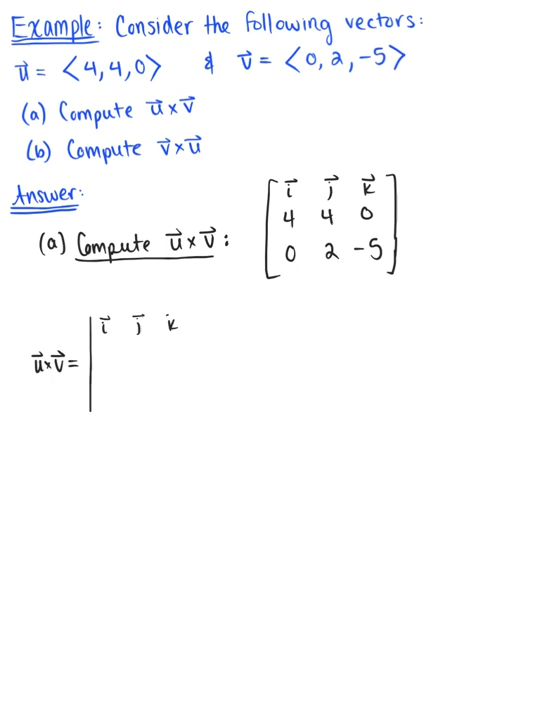 Example: Consider the following vectors:
u⃗ = <4, 4, 0> & v⃗ = <0, 2, -5>
(a) Compute u⃗ × v⃗
(b) Compute v⃗ × u⃗
Answer:
(a) Compute u⃗ × v⃗ :
[ i⃗ j⃗ k⃗
4 4 0
0 2 -5 ]
u⃗ × v⃗ = | i⃗ j⃗ k